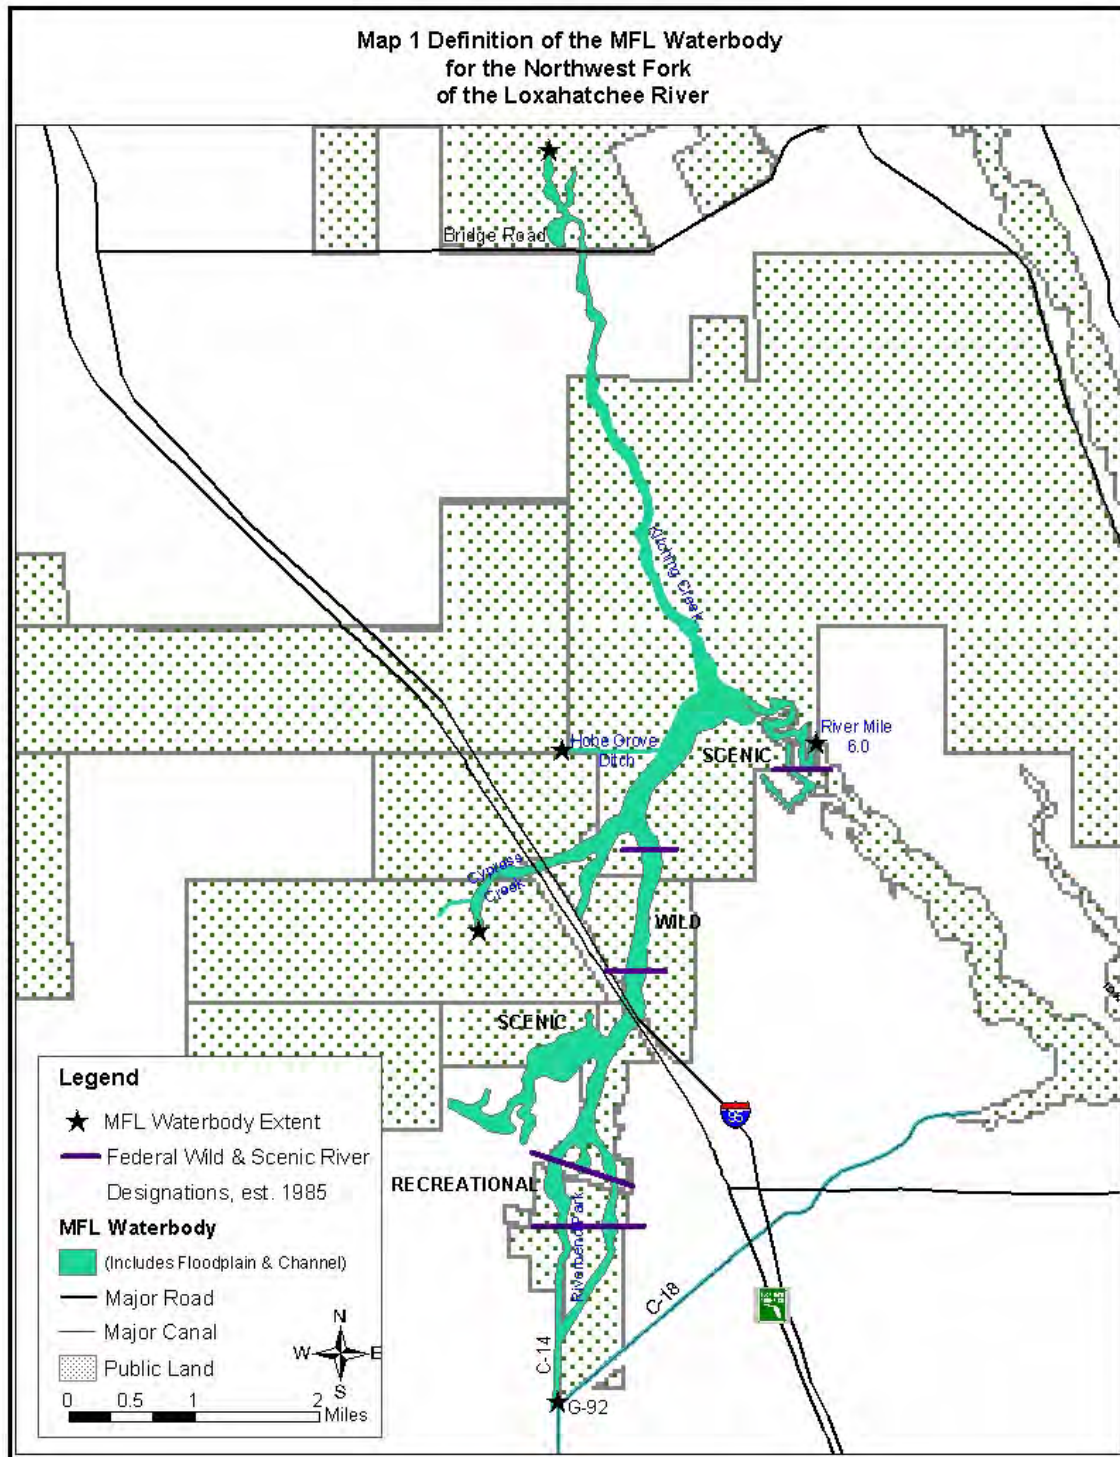 Map 1 Definition of the MFL Waterbody
for the Northwest Fork
of the Loxahatchee River
Bridge Road
Kitching Creek
River Mile
6.0
Hobe Grove
Ditch
SCENIC
Cypress
Creek
WILD
SCENIC
95
RECREATIONAL
Riverbend Park
C-18
C-14
G-92
Legend
MFL Waterbody Extent
Federal Wild & Scenic River
Designations, est. 1985
MFL Waterbody
(Includes Floodplain & Channel)
Major Road
Major Canal
Public Land
N
W E
S
0 0.5 1 2
Miles